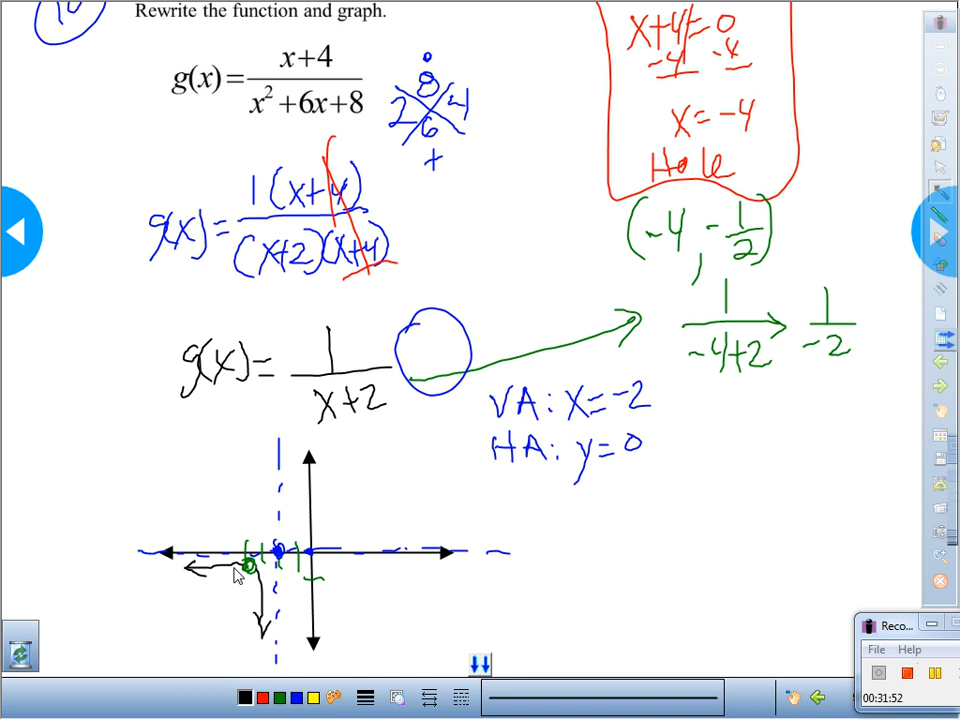 Rewrite the function and graph.
g(x) = x+4 / x² +6x+8
8
2 4
6
+
g(x) = 1(x+4) / (x+2)(x+4)
g(x) = 1 / x+2
x+4=0
-4 -4
x = -4
Hole
(-4, -1/2)
1 / -4+2 → 1 / -2
VA: x = -2
HA: y = 0
Reco...
File Help
00:31:52